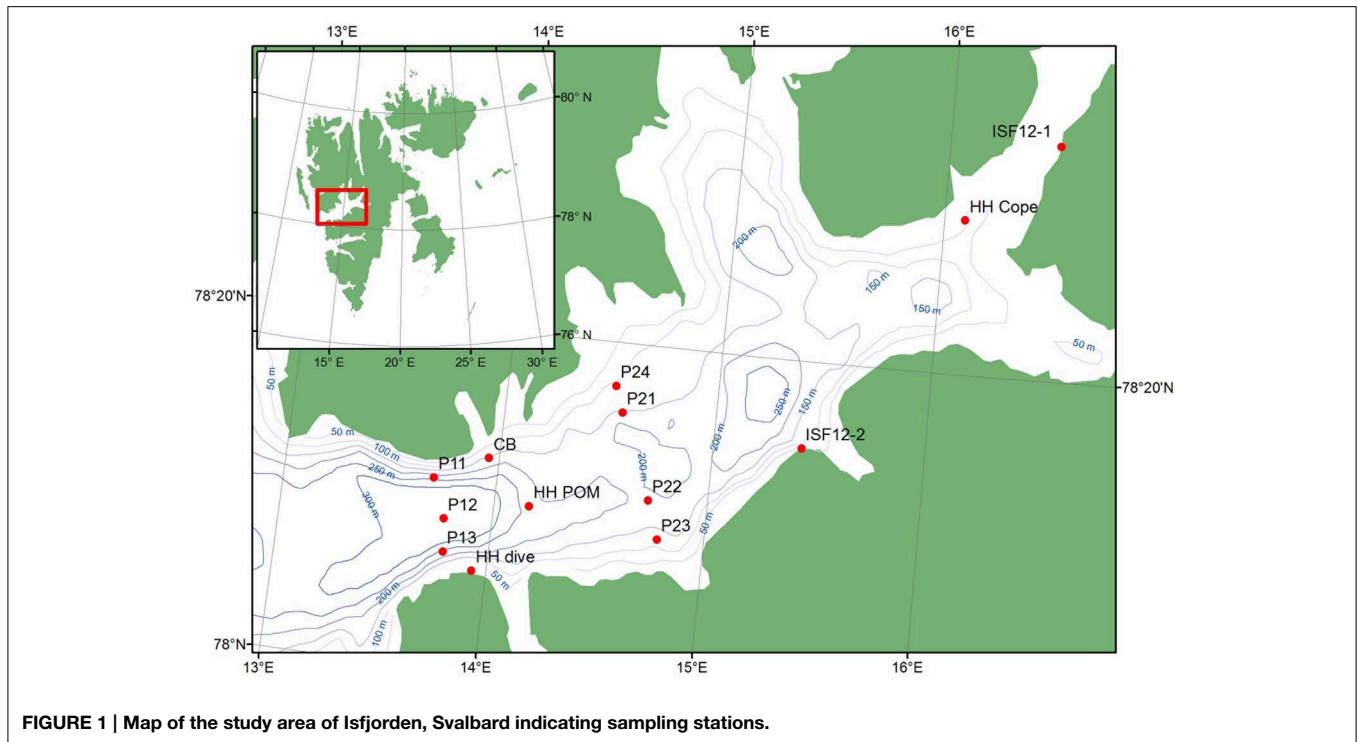 13°E
14°E
15°E
16°E
80° N
78° N
76° N
15° E
20° E
25° E
30° E
ISF12-1
HH Cope
200 m
150 m
150 m
50 m
78°20'N
78°20'N
50 m
P24
P21
250 m
150 m
200 m
ISF12-2
50 m
100 m
250 m
CB
P11
200 m
300 m
HH POM
P22
P12
P23
50 m
P13
HH dive
50 m
200 m
100 m
78°N
13°E
14°E
15°E
16°E
FIGURE 1 | Map of the study area of Isfjorden, Svalbard indicating sampling stations.